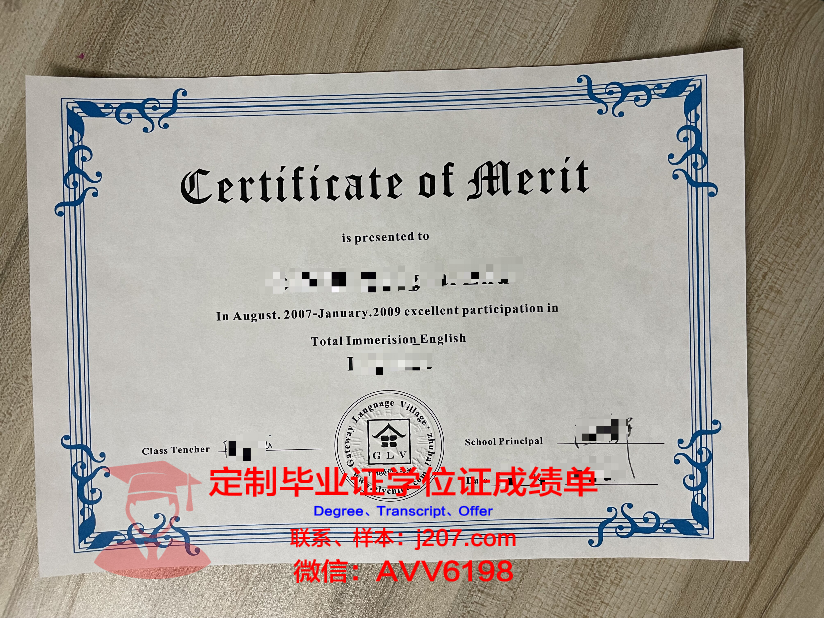 Certificate of Merit
is presented to
In August. 2007-January.2009 excellent participation in
Total Immerision English
Gateway Language Village. zhuhai
GLV
Class Tencher
School Principal
定制毕业证学位证成绩单
Degree、Transcript、Offer
联系、样本：j207.com
微信：AVV6198